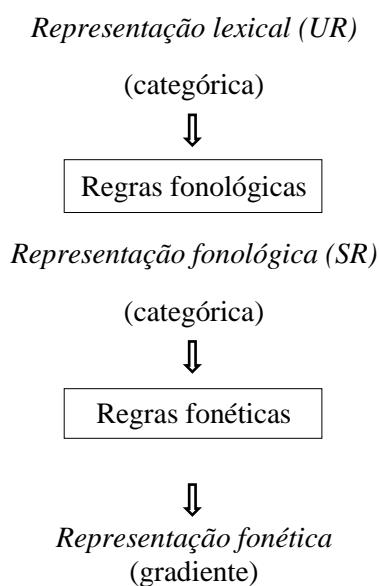 Representação lexical (UR)
(categórica)
⇓
Regras fonológicas
Representação fonológica (SR)
(categórica)
⇓
Regras fonéticas
⇓
Representação fonética
(gradiente)